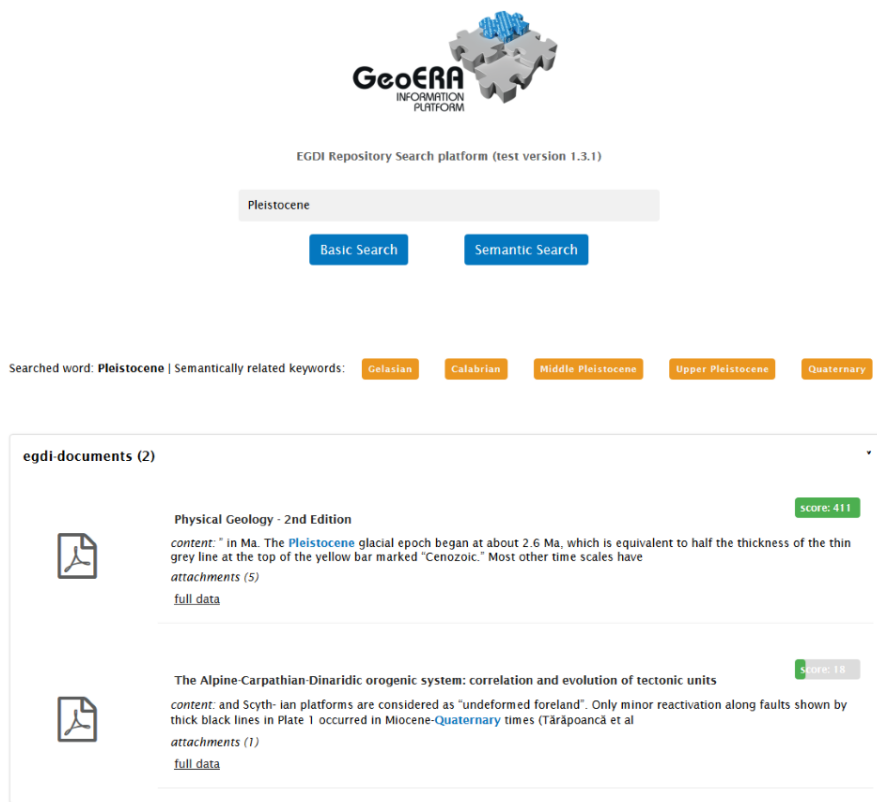 GeoERA
INFORMATION
PLATFORM
EGDI Repository Search platform (test version 1.3.1)
Pleistocene
Basic Search
Semantic Search
Searched word: Pleistocene | Semantically related keywords: Gelasian Calabrian Middle Pleistocene Upper Pleistocene Quaternary
egdi-documents (2)
score: 411
Physical Geology - 2nd Edition
content: " in Ma. The Pleistocene glacial epoch began at about 2.6 Ma, which is equivalent to half the thickness of the thin
grey line at the top of the yellow bar marked “Cenozoic.” Most other time scales have
attachments (5)
full data
score: 18
The Alpine-Carpathian-Dinaridic orogenic system: correlation and evolution of tectonic units
content: and Scyth- ian platforms are considered as “undeformed foreland”. Only minor reactivation along faults shown by
thick black lines in Plate 1 occurred in Miocene-Quaternary times (Tărăpoancă et al
attachments (1)
full data